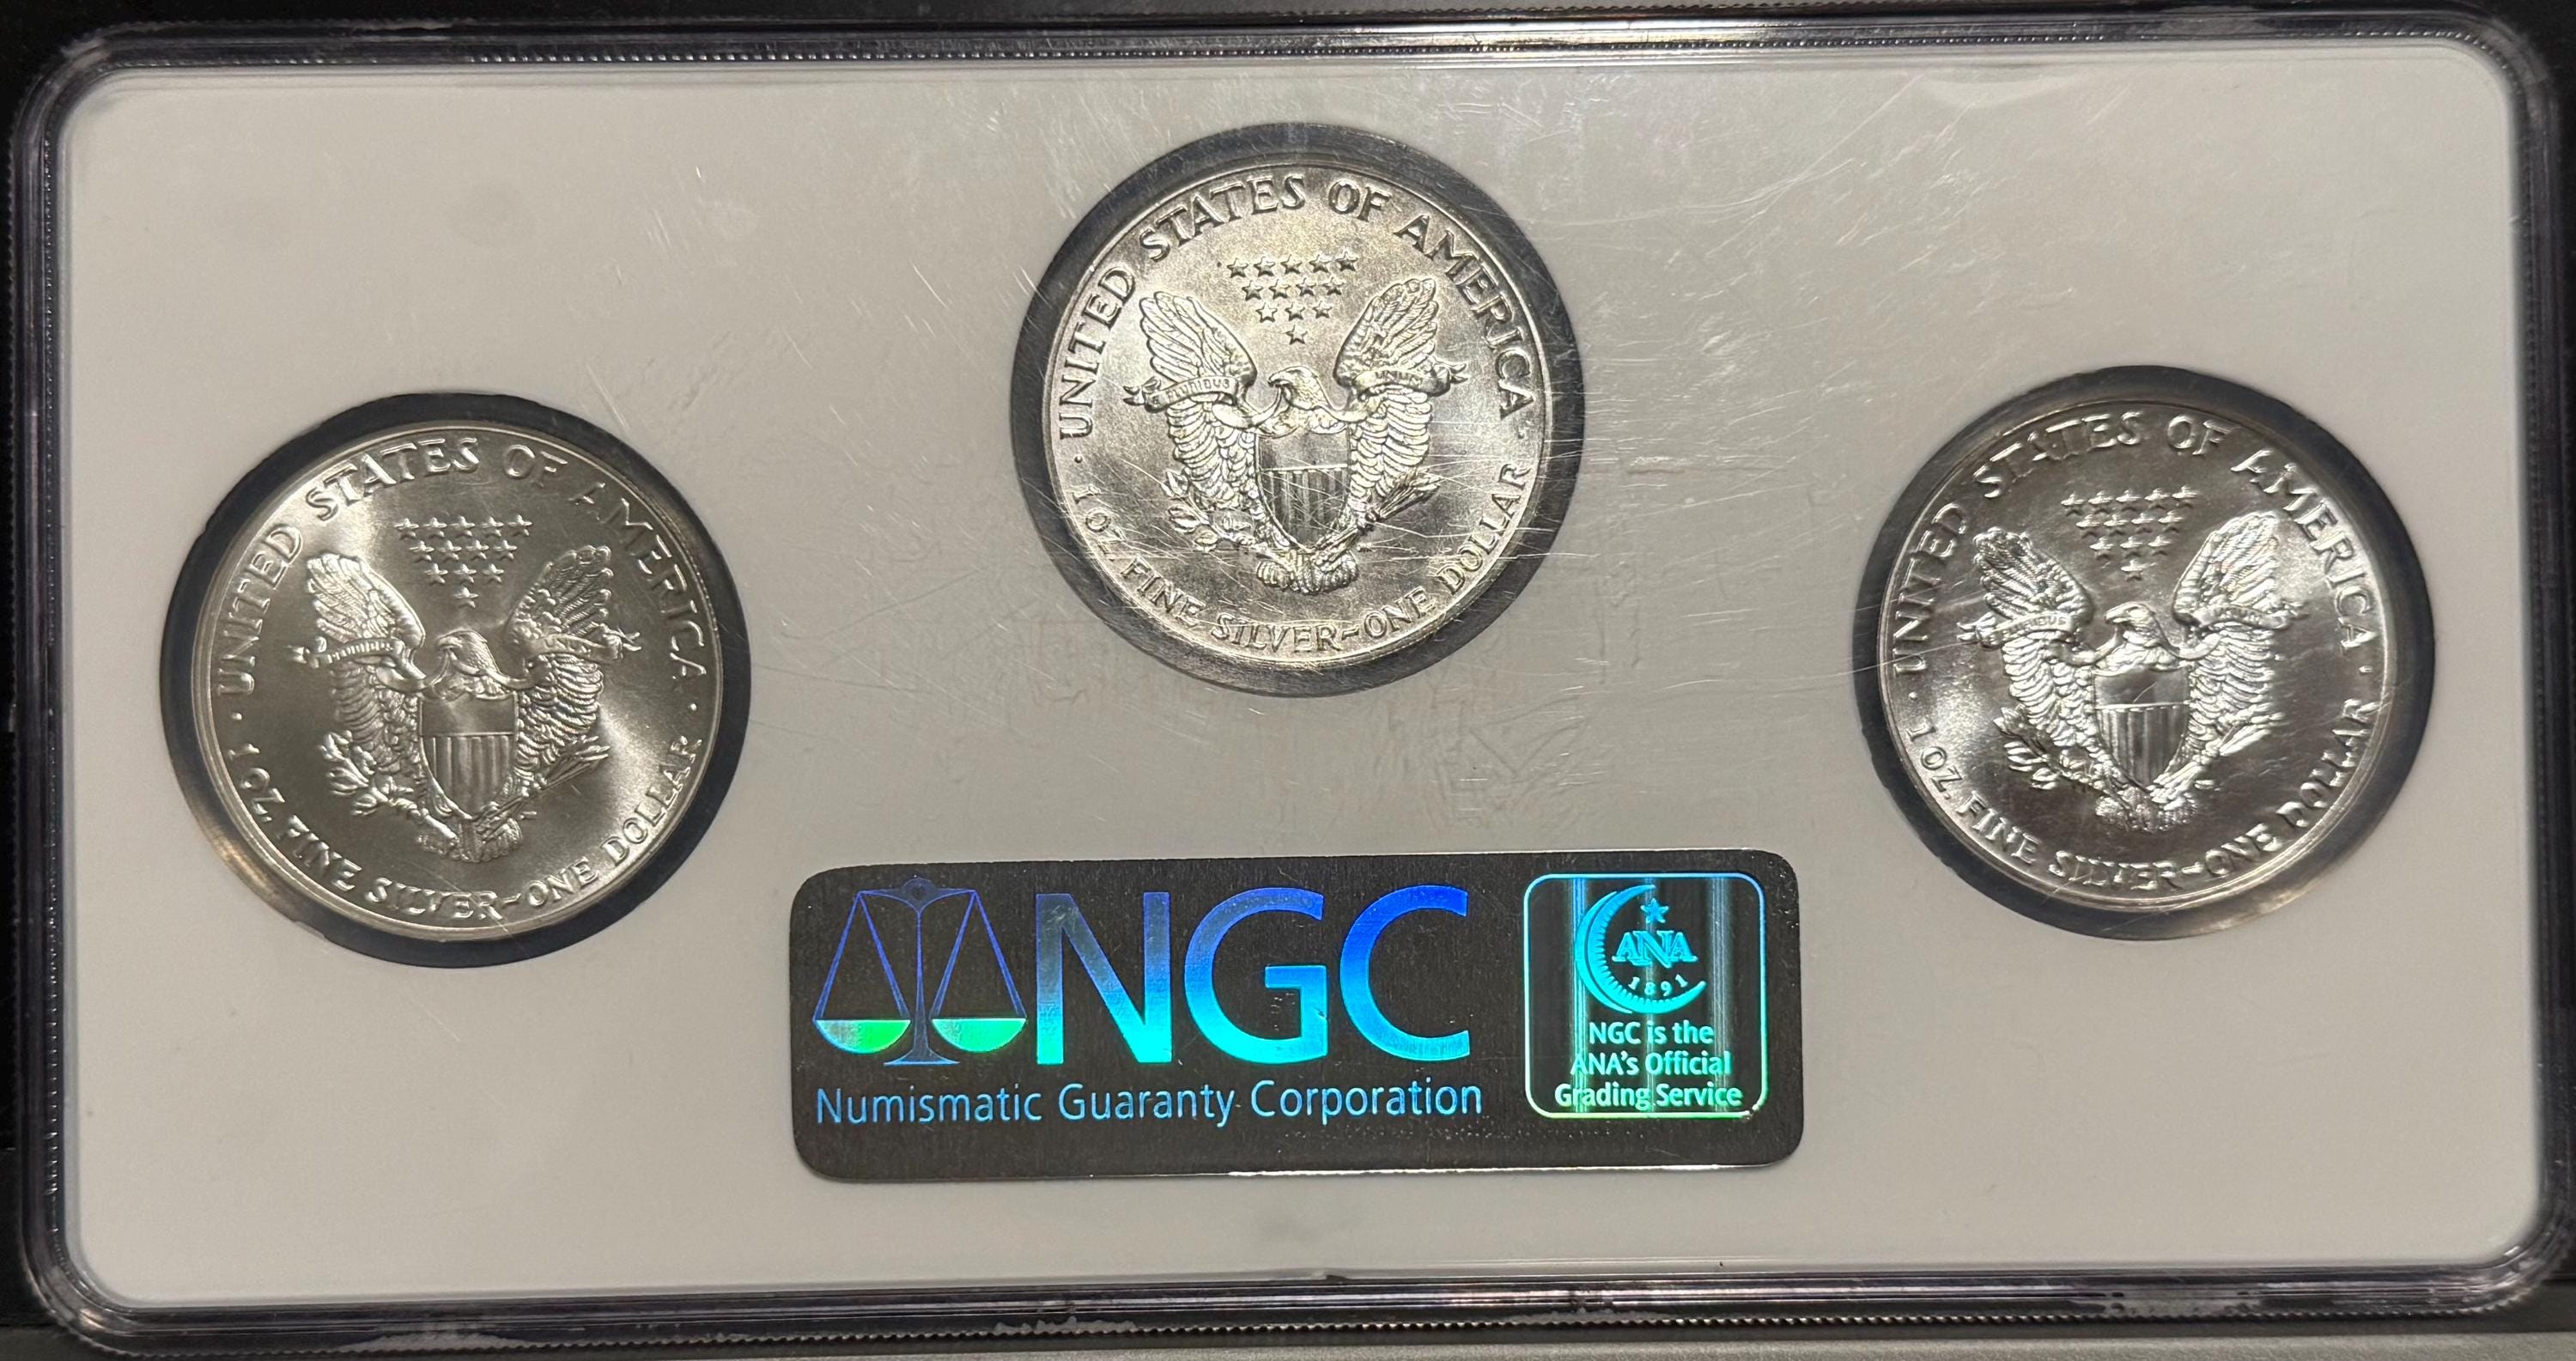 · UNITED STATES OF AMERICA ·
1 OZ. FINE SILVER~ONE DOLLAR
· UNITED STATES OF AMERICA ·
PLURIBUS
1 OZ. FINE SILVER~ONE DOLLAR
· UNITED STATES OF AMERICA ·
1 OZ. FINE SILVER~ONE DOLLAR
NGC
Numismatic Guaranty Corporation
ANA
1891
NGC is the
ANA's Official
Grading Service